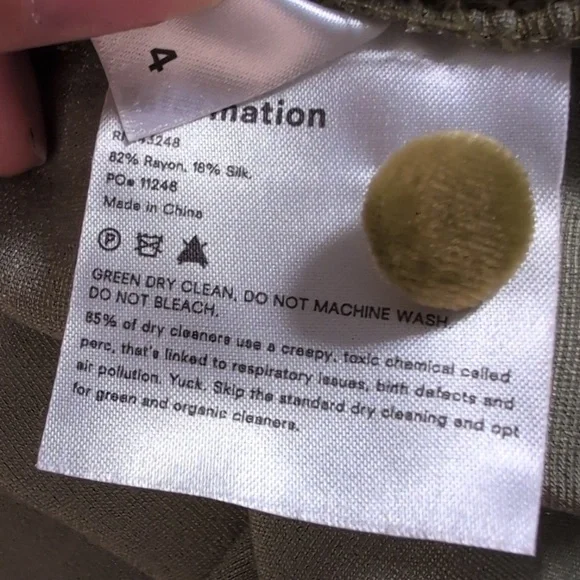 4
mation
3248
82% Rayon, 18% Silk.
PO# 11246
Made in China
P
GREEN DRY CLEAN, DO NOT MACHINE WASH.
DO NOT BLEACH.
85% of dry cleaners use a creepy, toxic chemical called
perc, that's linked to respiratory issues, birth defects and
air pollution. Yuck. Skip the standard dry cleaning and opt
for green and organic cleaners.